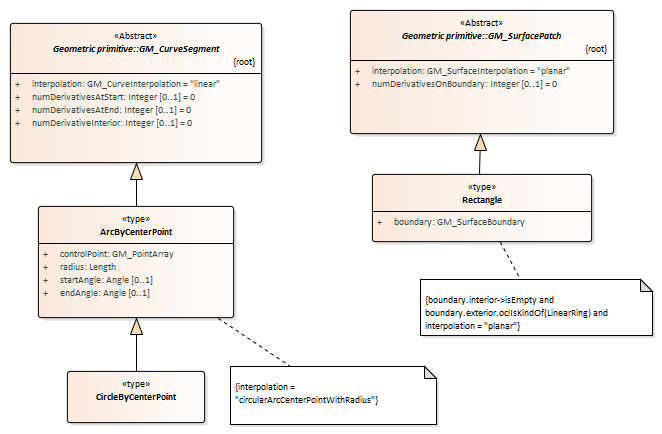 «Abstract»
Geometric primitive::GM_CurveSegment
{root}
+ interpolation: GM_CurveInterpolation = "linear"
+ numDerivativesAtStart: Integer [0..1] = 0
+ numDerivativesAtEnd: Integer [0..1] = 0
+ numDerivativeInterior: Integer [0..1] = 0
«type»
ArcByCenterPoint
+ controlPoint: GM_PointArray
+ radius: Length
+ startAngle: Angle [0..1]
+ endAngle: Angle [0..1]
«type»
CircleByCenterPoint
{interpolation =
"circularArcCenterPointWithRadius"}
«Abstract»
Geometric primitive::GM_SurfacePatch
{root}
+ interpolation: GM_SurfaceInterpolation = "planar"
+ numDerivativesOnBoundary: Integer [0..1] = 0
«type»
Rectangle
+ boundary: GM_SurfaceBoundary
{boundary.interior->isEmpty and
boundary.exterior.oclIsKindOf(LinearRing) and
interpolation = "planar"}